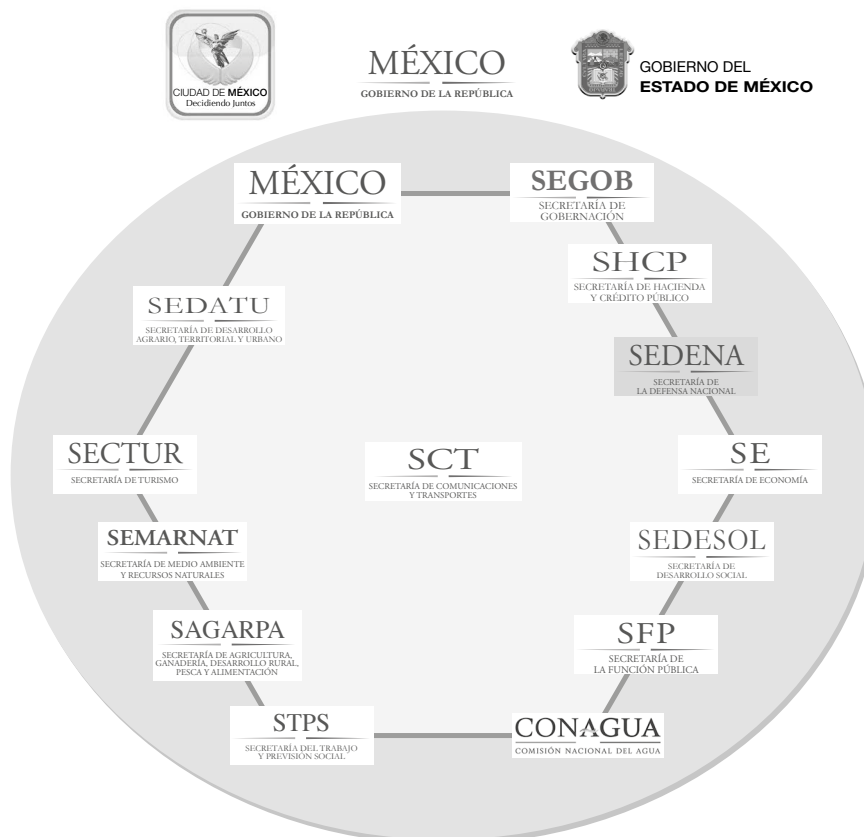 CIUDAD DE MÉXICO
Decidiendo Juntos
MÉXICO
GOBIERNO DE LA REPÚBLICA
GOBIERNO DEL
ESTADO DE MÉXICO
MÉXICO
GOBIERNO DE LA REPÚBLICA
SEGOB
SECRETARÍA DE
GOBERNACIÓN
SHCP
SECRETARÍA DE HACIENDA
Y CRÉDITO PÚBLICO
SEDATU
SECRETARÍA DE DESARROLLO
AGRARIO, TERRITORIAL Y URBANO
SEDENA
SECRETARÍA DE
LA DEFENSA NACIONAL
SECTUR
SECRETARÍA DE TURISMO
SCT
SECRETARÍA DE COMUNICACIONES
Y TRANSPORTES
SE
SECRETARÍA DE ECONOMÍA
SEMARNAT
SECRETARÍA DE MEDIO AMBIENTE
Y RECURSOS NATURALES
SEDESOL
SECRETARÍA DE
DESARROLLO SOCIAL
SAGARPA
SECRETARÍA DE AGRICULTURA,
GANADERÍA, DESARROLLO RURAL,
PESCA Y ALIMENTACIÓN
SFP
SECRETARÍA DE
LA FUNCIÓN PÚBLICA
STPS
SECRETARÍA DEL TRABAJO
Y PREVISIÓN SOCIAL
CONAGUA
COMISIÓN NACIONAL DEL AGUA